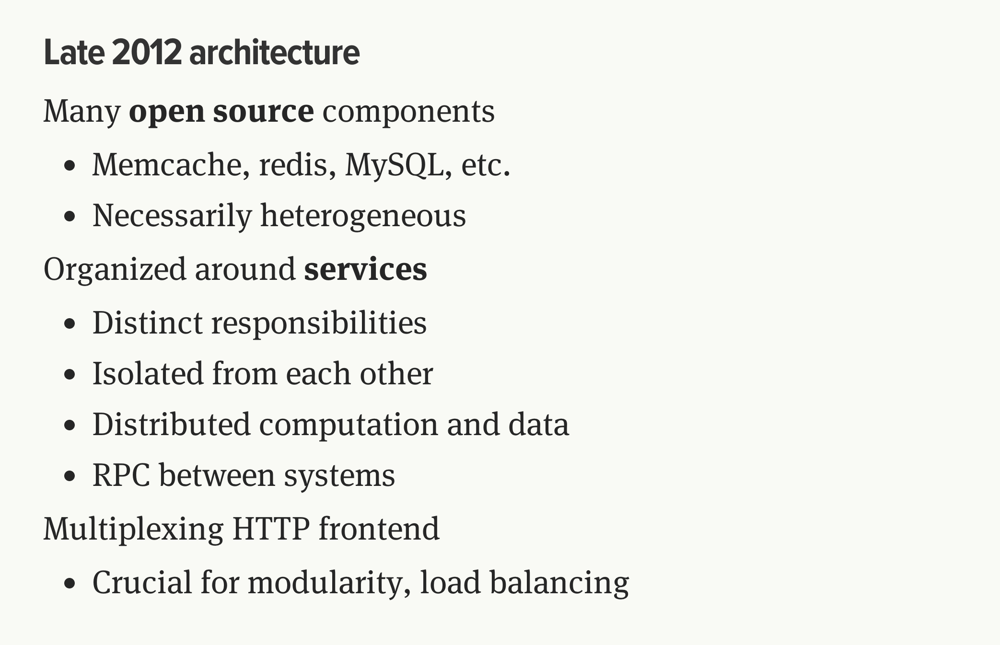 Late 2012 architecture
Many open source components
• Memcache, redis, MySQL, etc.
• Necessarily heterogeneous
Organized around services
• Distinct responsibilities
• Isolated from each other
• Distributed computation and data
• RPC between systems
Multiplexing HTTP frontend
• Crucial for modularity, load balancing